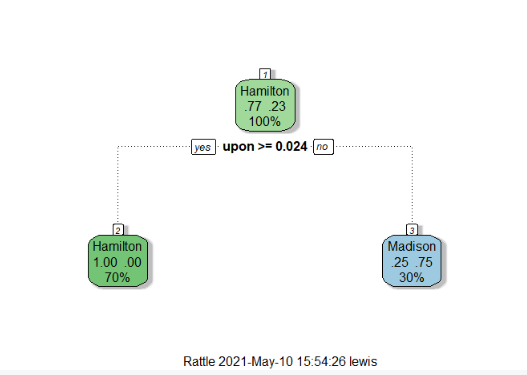 1
Hamilton
.77 .23
100%
yes upon >= 0.024 no
2
Hamilton
1.00 .00
70%
3
Madison
.25 .75
30%
Rattle 2021-May-10 15:54:26 lewis